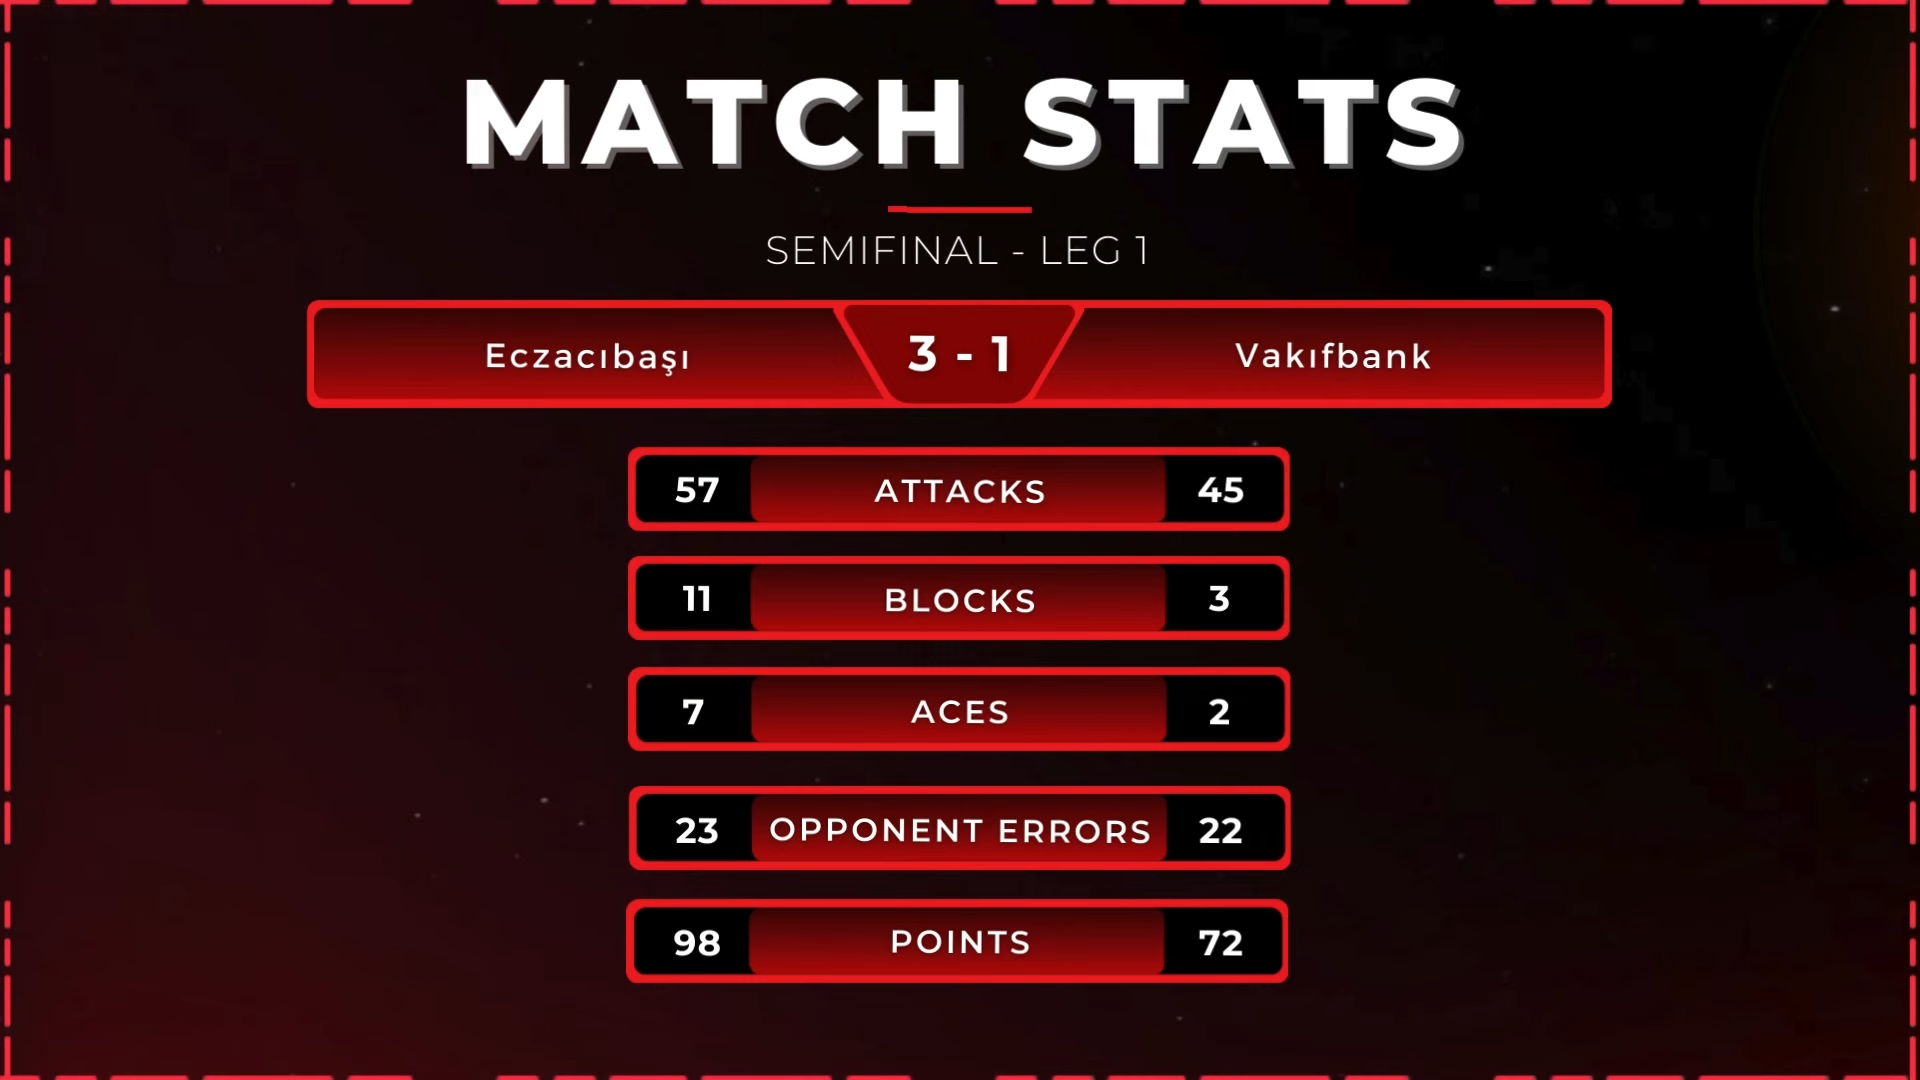 MATCH STATS
SEMIFINAL - LEG 1
Eczacıbaşı 3 - 1 Vakıfbank
57 ATTACKS 45
11 BLOCKS 3
7 ACES 2
23 OPPONENT ERRORS 22
98 POINTS 72